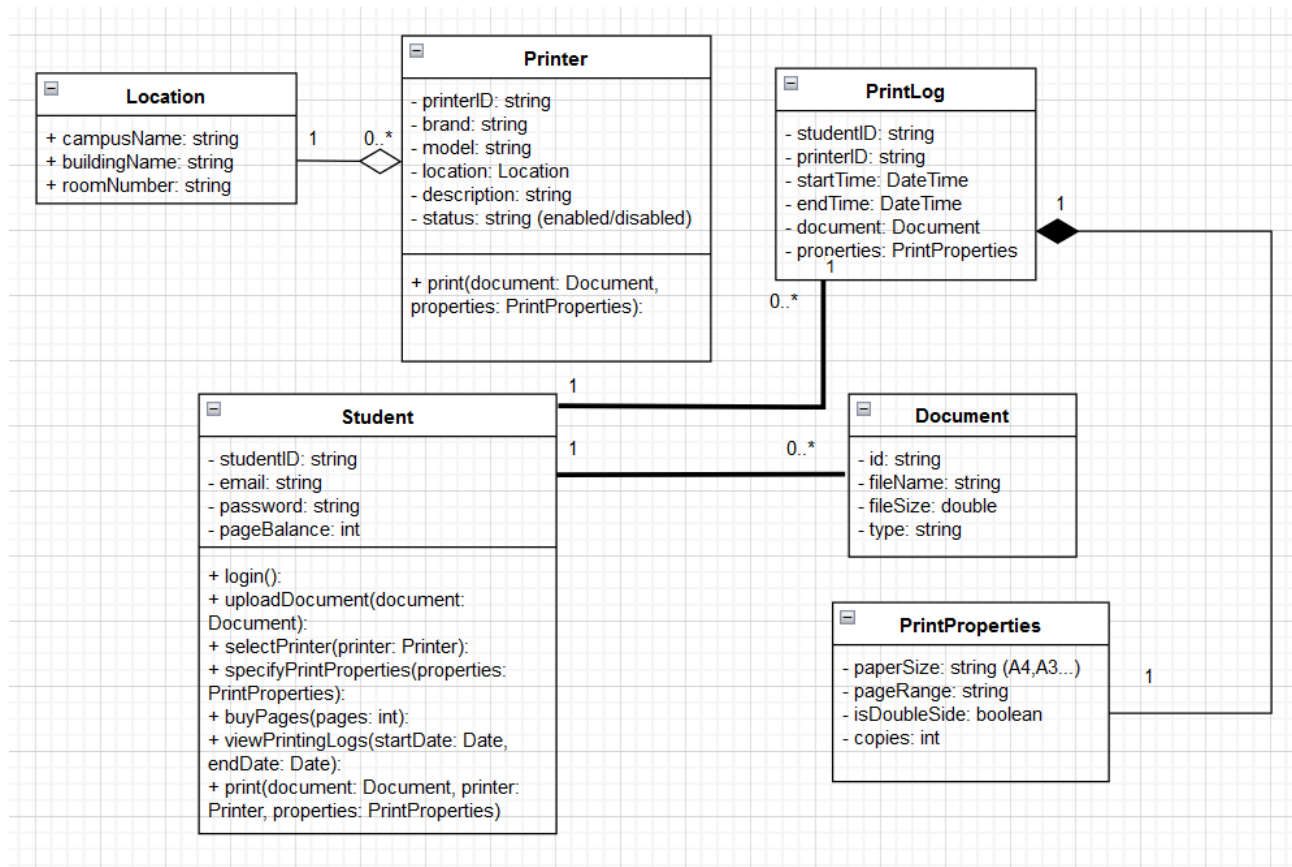 Location
+ campusName: string
+ buildingName: string
+ roomNumber: string
1
0..*
Printer
- printerID: string
- brand: string
- model: string
- location: Location
- description: string
- status: string (enabled/disabled)
+ print(document: Document,
properties: PrintProperties):
PrintLog
- studentID: string
- printerID: string
- startTime: DateTime
- endTime: DateTime
- document: Document
- properties: PrintProperties
1
1
0..*
1
Student
- studentID: string
- email: string
- password: string
- pageBalance: int
+ login():
+ uploadDocument(document:
Document):
+ selectPrinter(printer: Printer):
+ specifyPrintProperties(properties:
PrintProperties):
+ buyPages(pages: int):
+ viewPrintingLogs(startDate: Date,
endDate: Date):
+ print(document: Document, printer:
Printer, properties: PrintProperties)
1
0..*
Document
- id: string
- fileName: string
- fileSize: double
- type: string
PrintProperties
- paperSize: string (A4,A3...)
- pageRange: string
- isDoubleSide: boolean
- copies: int
1